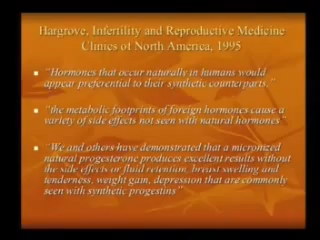 Hargrove, Infertility and Reproductive Medicine
Clinics of North America, 1995
"Hormones that occur naturally in humans would
appear preferential to their synthetic counterparts."
"the metabolic footprints of foreign hormones cause a
variety of side effects not seen with natural hormones"
"We and others have demonstrated that a micronized
natural progesterone produces excellent results without
the side effects or fluid retention, breast swelling and
tenderness, weight gain, depression that are commonly
seen with synthetic progestins"